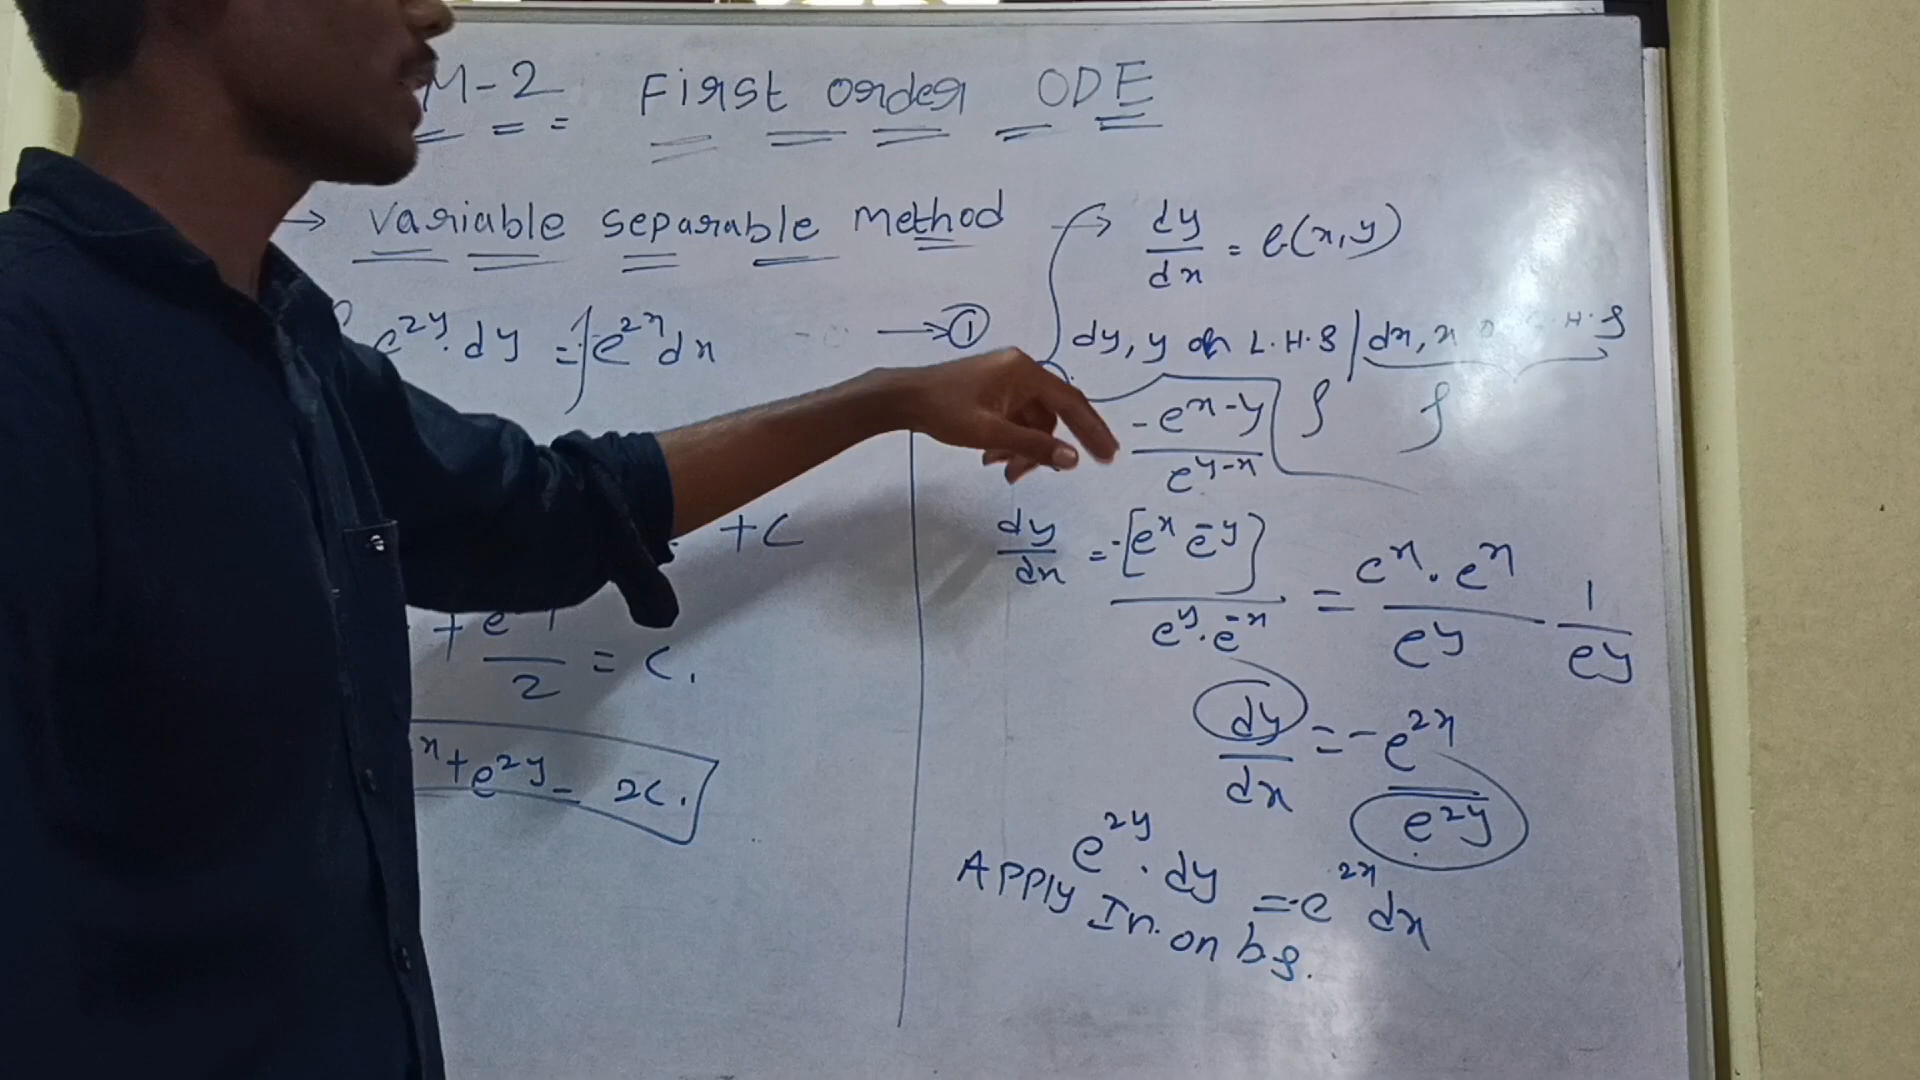 M-2 First order ODE
→ variable separable method → dy/dx = f(x,y)
e^2y . dy = ∫ e^2x dx → ①
dy, y on L.H.S | dx, x
-e^x-y / e^y-x ∫ ∫
+c
dy/dx = -[e^x e^-y] / e^y . e^-x = e^x . e^x / e^y . 1/e^y
+ / 2 = c.
dy/dx = - e^2x / e^2y
x + e^2y = 2c.
e^2y . dy = -e^2x dx
Apply In. on b.s.